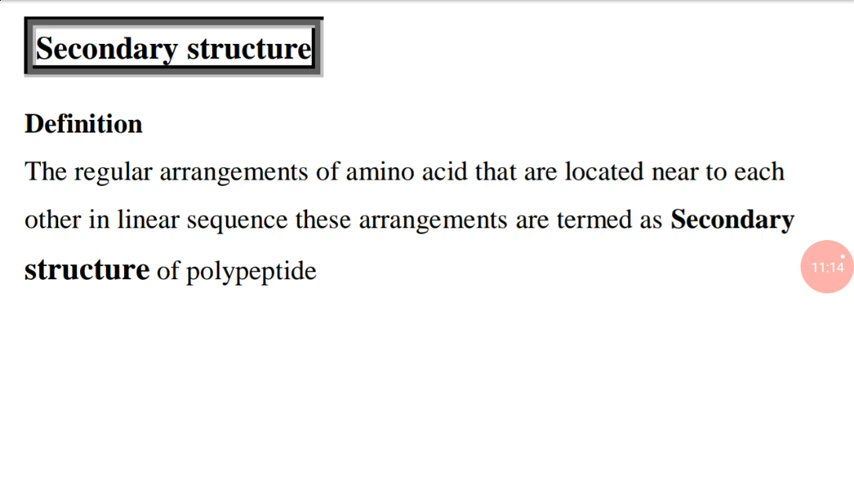 Secondary structure
Definition
The regular arrangements of amino acid that are located near to each
other in linear sequence these arrangements are termed as Secondary
structure of polypeptide
11:14